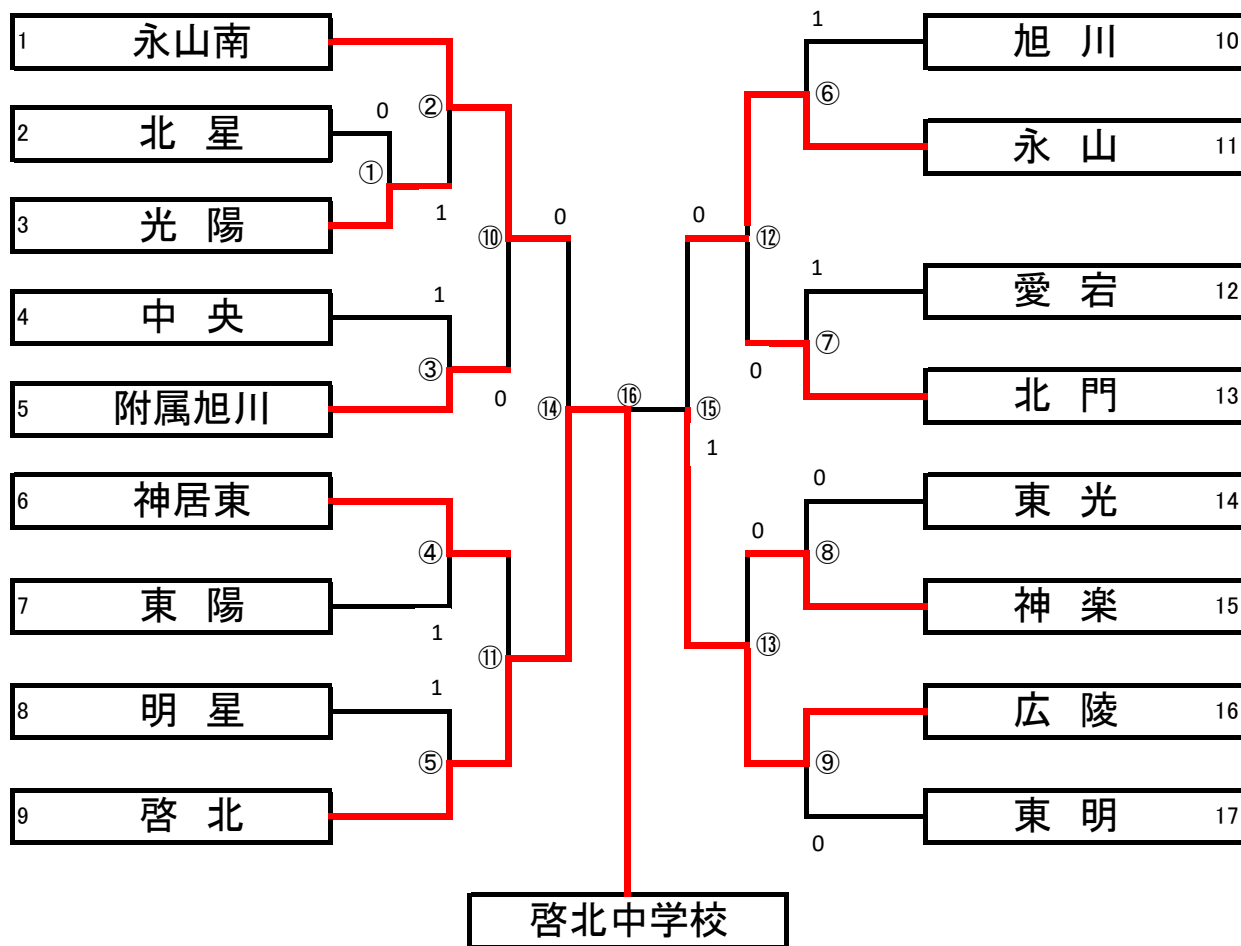 1 永山南
2 北 星
3 光 陽
4 中 央
5 附属旭川
6 神居東
7 東 陽
8 明 星
9 啓 北
0
①
②
1
1
③
⑩
0
0
④
1
1
⑤
⑪
⑭
⑯
⑮
1
0
⑫
0
1
⑥
1
⑦
0
⑧
0
⑬
⑨
0
旭 川 10
永 山 11
愛 宕 12
北 門 13
東 光 14
神 楽 15
広 陵 16
東 明 17
啓北中学校